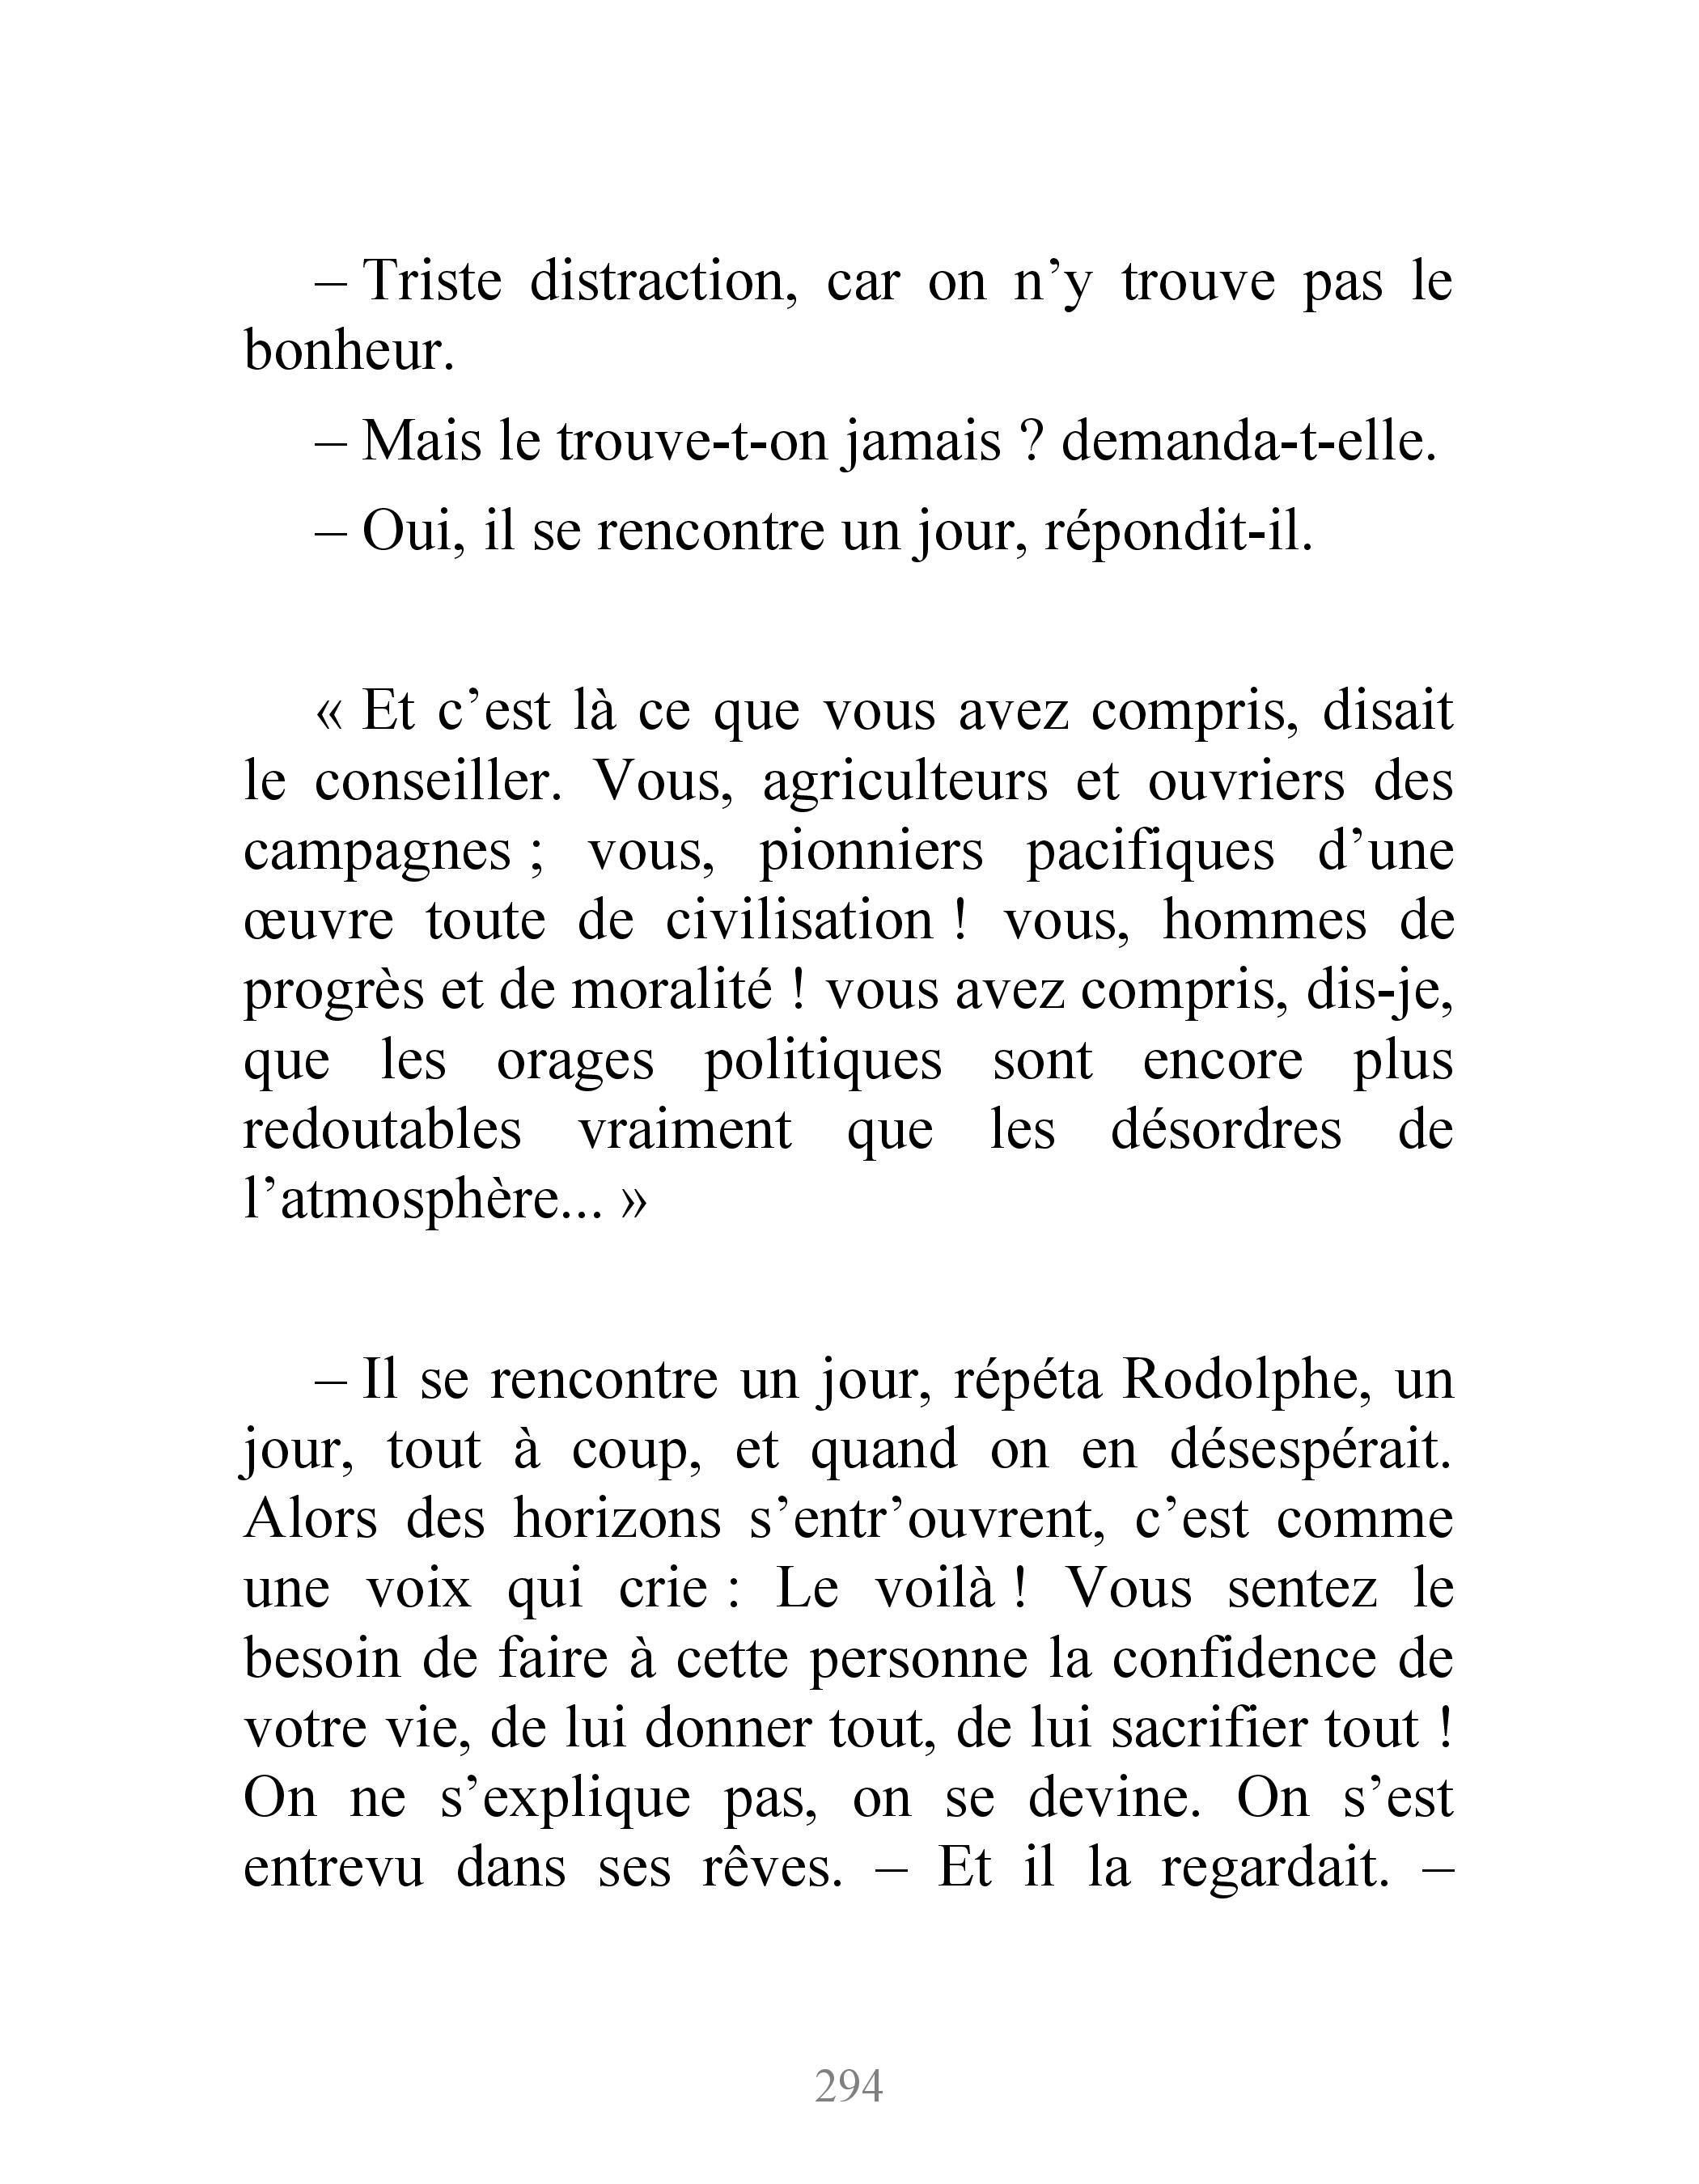 – Triste distraction, car on n’y trouve pas le
bonheur.
– Mais le trouve-t-on jamais ? demanda-t-elle.
– Oui, il se rencontre un jour, répondit-il.
« Et c’est là ce que vous avez compris, disait
le conseiller. Vous, agriculteurs et ouvriers des
campagnes ; vous, pionniers pacifiques d’une
œuvre toute de civilisation ! vous, hommes de
progrès et de moralité ! vous avez compris, dis-je,
que les orages politiques sont encore plus
redoutables vraiment que les désordres de
l’atmosphère... »
– Il se rencontre un jour, répéta Rodolphe, un
jour, tout à coup, et quand on en désespérait.
Alors des horizons s’entr’ouvrent, c’est comme
une voix qui crie : Le voilà ! Vous sentez le
besoin de faire à cette personne la confidence de
votre vie, de lui donner tout, de lui sacrifier tout !
On ne s’explique pas, on se devine. On s’est
entrevu dans ses rêves. – Et il la regardait. –
294